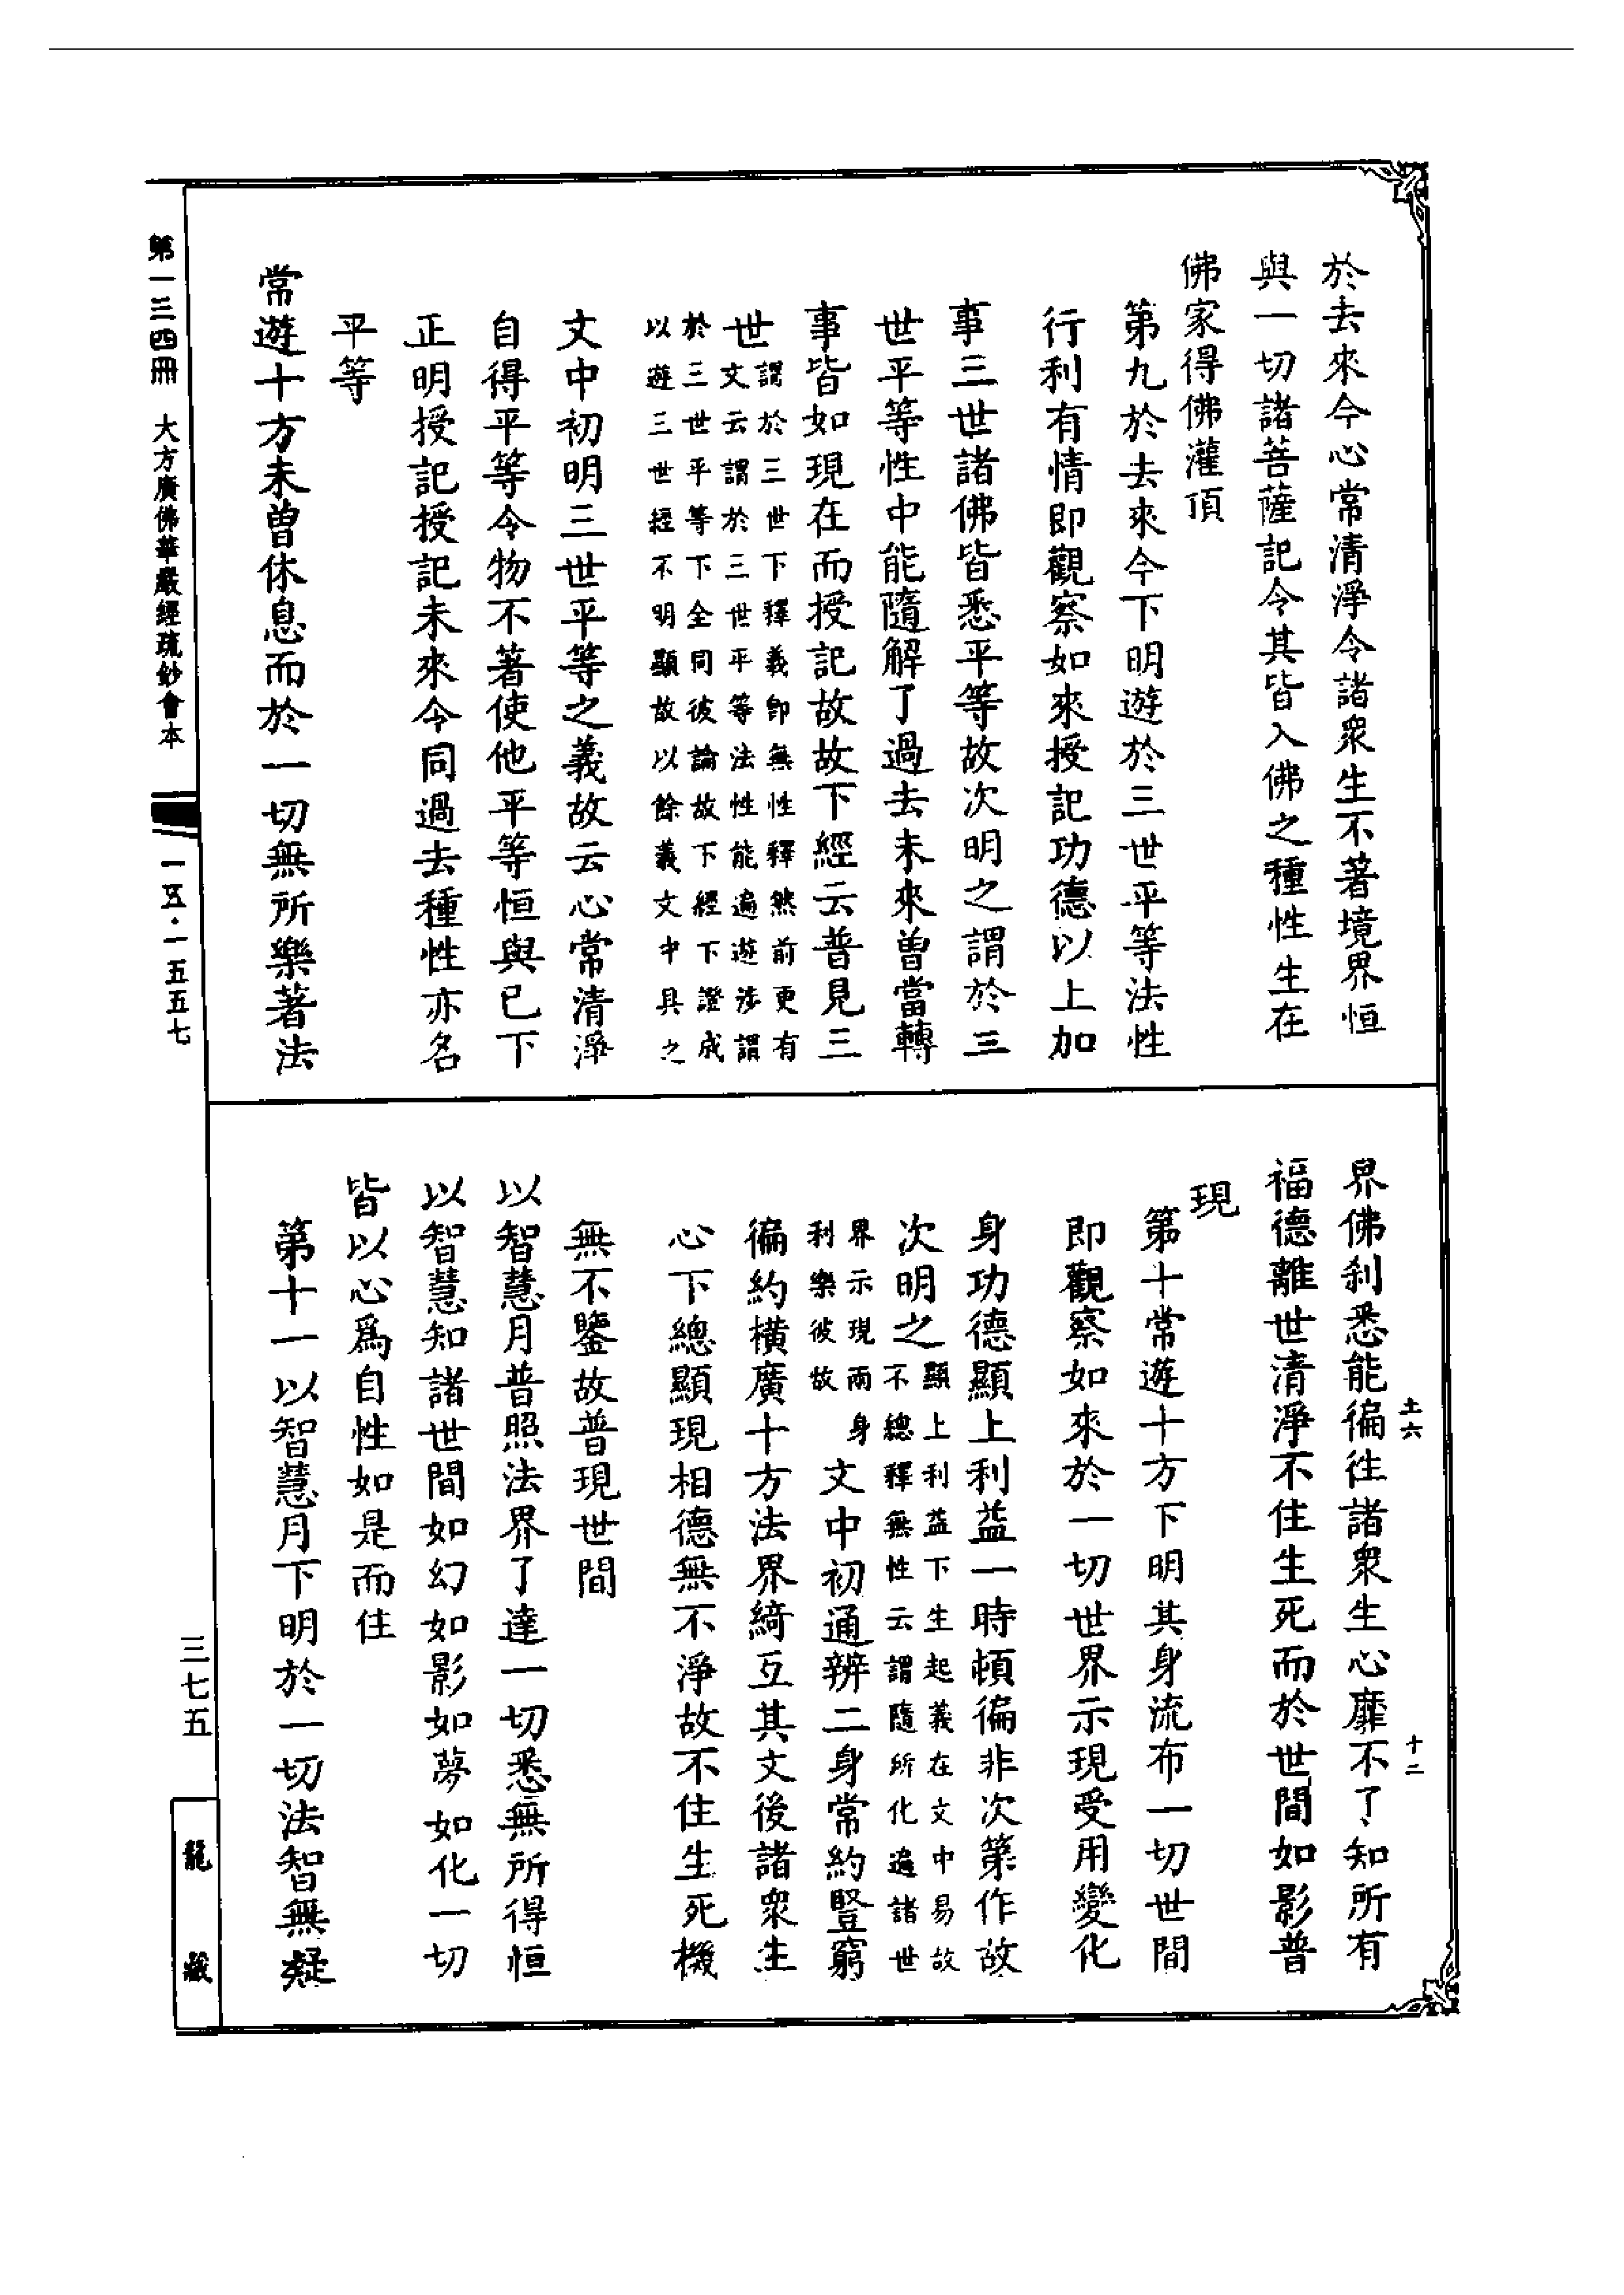 於去來今心常清淨令諸衆生不著境界恒
與一切諸菩薩記令其皆入佛之種性生在
佛家得佛灌頂
第九於去來今下明遊於三世平等法性
行利有情即觀察如來授記功德以上加
事三世諸佛皆悉平等故次明之謂於三
世平等性中能隨解了過去未來曾當轉
事皆如現在而授記故故下經云普見三
世
謂於三世下釋義即無性釋然前更有
文云謂於三世平等法性能遍遊涉謂
於三世平等下全同彼論故下經下證成
以遊三世經不明顯故以餘義文中具之
文中初明三世平等之義故云心常清淨
自得平等令物不著使他平等恒與已下
正明授記授記未來令同過去種性亦名
平等
常遊十方未曾休息而於一切無所樂著法
界佛刹悉能徧往諸衆生心靡不了知所有
福德離世清淨不住生死而於世間如影普
現
第十常遊十方下明其身流布一切世間
即觀察如來於一切世界示現受用變化
身功德顯上利益一時頓徧非次第作故
次明之
顯上利益下生起義在文中易故
不總釋無性云謂隨所化遍諸世
界示現兩身
利樂彼故
文中初通辨二身常約豎窮
徧約橫廣十方法界綺互其文後諸衆生
心下總顯現相德無不淨故不住生死機
無不鑒故普現世間
以智慧月普照法界了達一切悉無所得恒
以智慧知諸世間如幻如影如夢如化一切
皆以心爲自性如是而住
第十一以智慧月下明於一切法智無礙
土六
十二
第一三四冊 大方廣佛華嚴經疏鈔會本
一五·一五五七
三七五
龍藏